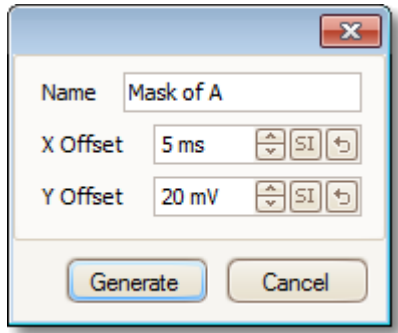 Name Mask of A
X Offset 5 ms SI
Y Offset 20 mV SI
Generate Cancel